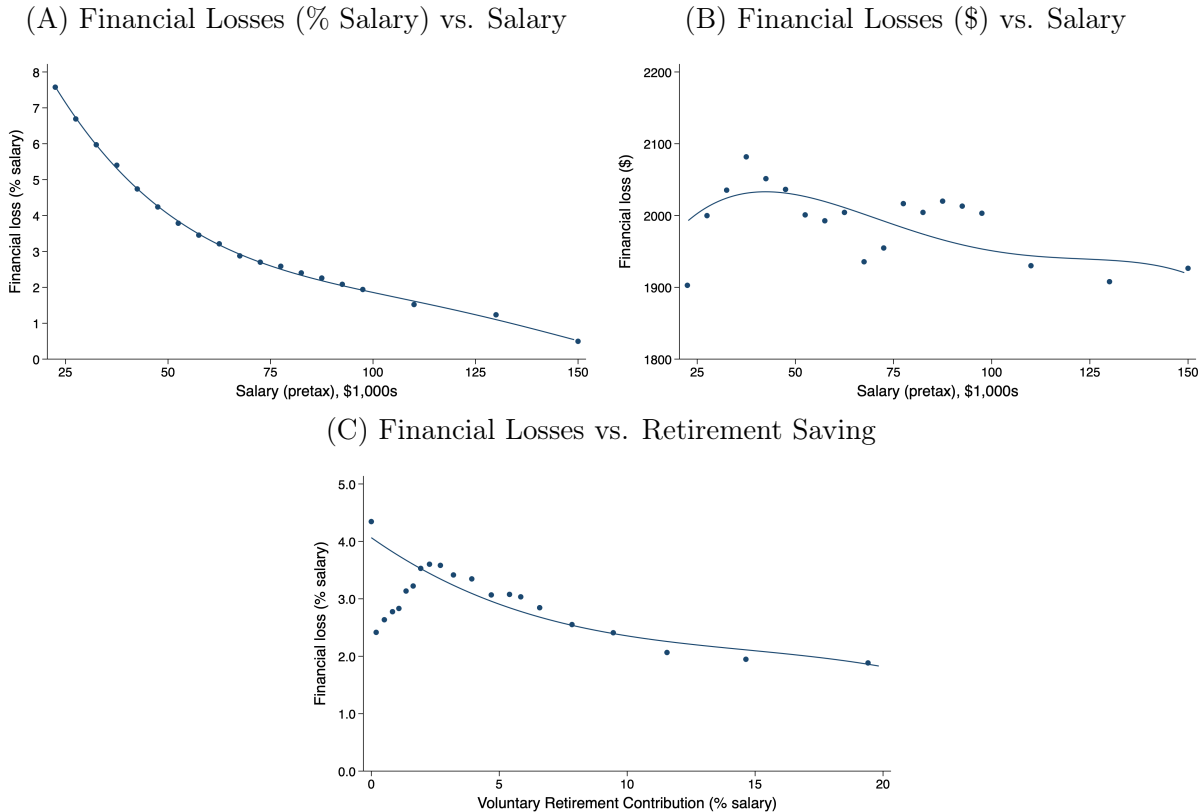 (A) Financial Losses (% Salary) vs. Salary
8
7
6
5
4
3
2
1
0
Financial loss (% salary)
25 50 75 100 125 150
Salary (pretax), $1,000s
(B) Financial Losses ($) vs. Salary
2200
2100
2000
1900
1800
Financial loss ($)
25 50 75 100 125 150
Salary (pretax), $1,000s
(C) Financial Losses vs. Retirement Saving
5.0
4.0
3.0
2.0
1.0
0.0
Financial loss (% salary)
0 5 10 15 20
Voluntary Retirement Contribution (% salary)